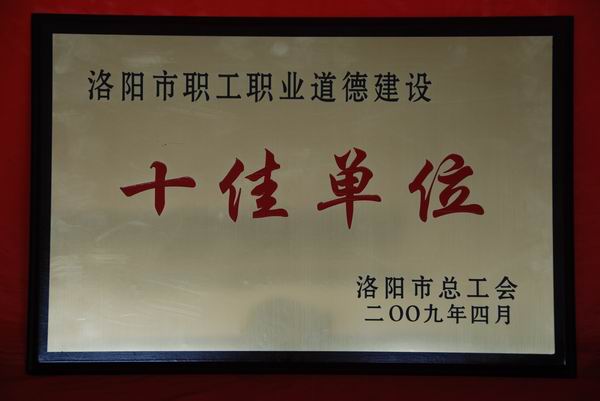 洛阳市职工职业道德建设
十佳单位
洛阳市总工会
二OO九年四月